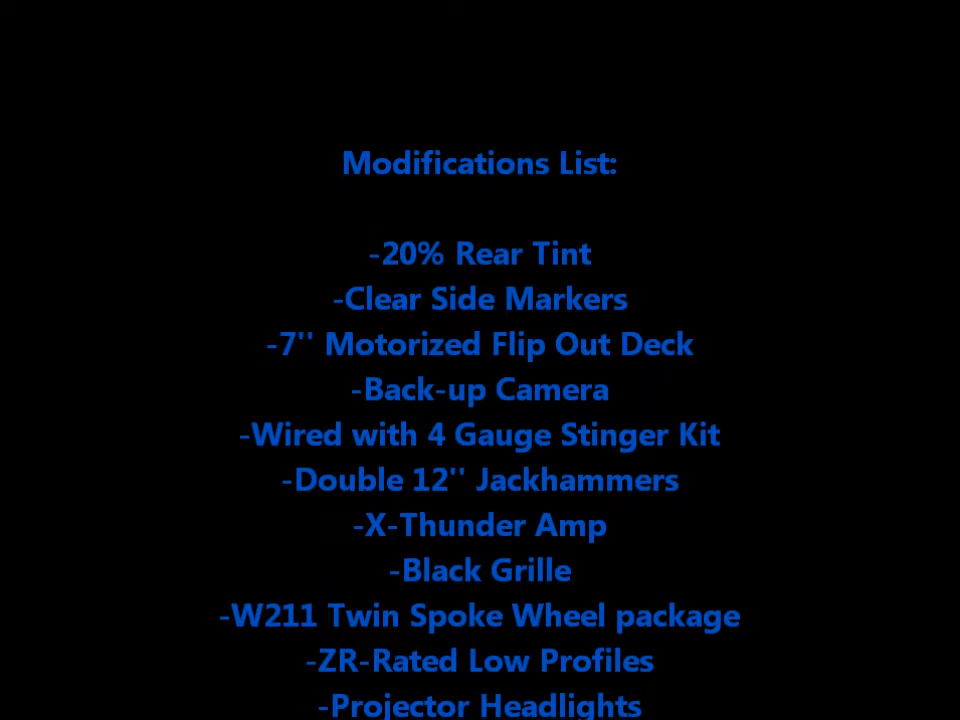 Modifications List:
-20% Rear Tint
-Clear Side Markers
-7'' Motorized Flip Out Deck
-Back-up Camera
-Wired with 4 Gauge Stinger Kit
-Double 12'' Jackhammers
-X-Thunder Amp
-Black Grille
-W211 Twin Spoke Wheel package
-ZR-Rated Low Profiles
-Projector Headlights